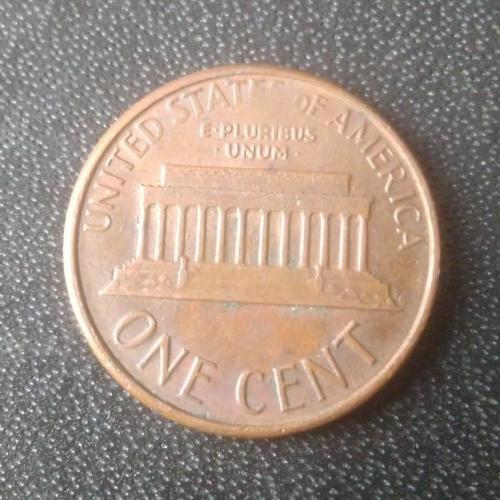 UNITED STATES OF AMERICA
E·PLURIBUS
·UNUM·
ONE CENT